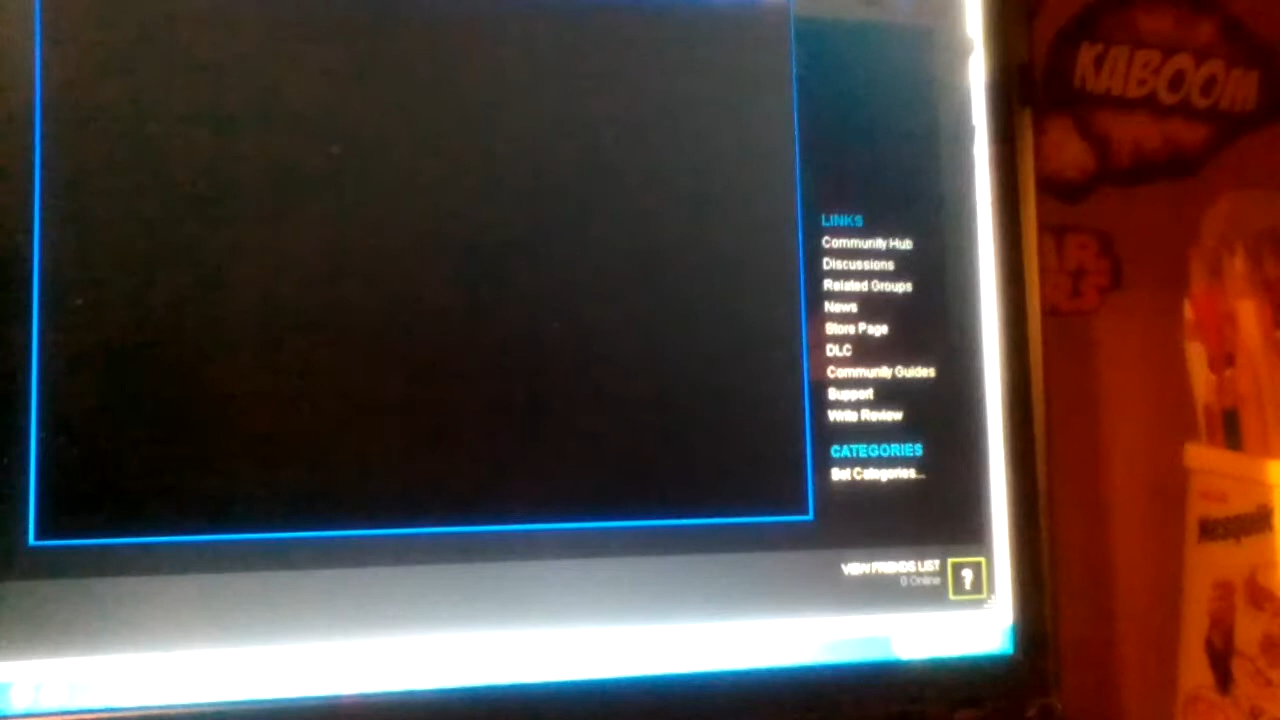 KABOOM
LINKS
Community Hub
Discussions
Related Groups
News
Store Page
DLC
Community Guides
Support
Write Review
CATEGORIES
Set Categories...
VIEW FRIENDS LIST
0 Online
?
Nesquik